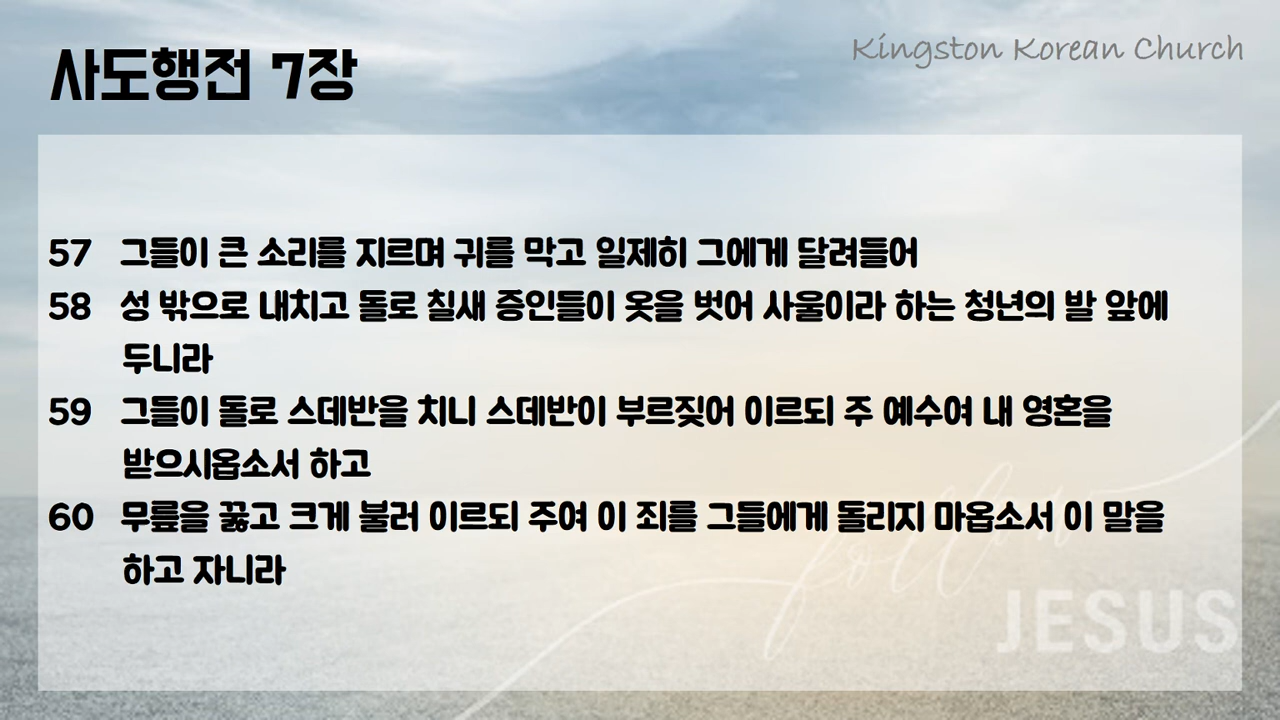 사도행전 7장
Kingston Korean Church
57 그들이 큰 소리를 지르며 귀를 막고 일제히 그에게 달려들어
58 성 밖으로 내치고 돌로 칠새 증인들이 옷을 벗어 사울이라 하는 청년의 발 앞에
두니라
59 그들이 돌로 스데반을 치니 스데반이 부르짖어 이르되 주 예수여 내 영혼을
받으시옵소서 하고
60 무릎을 꿇고 크게 불러 이르되 주여 이 죄를 그들에게 돌리지 마옵소서 이 말을
하고 자니라
follow
JESUS